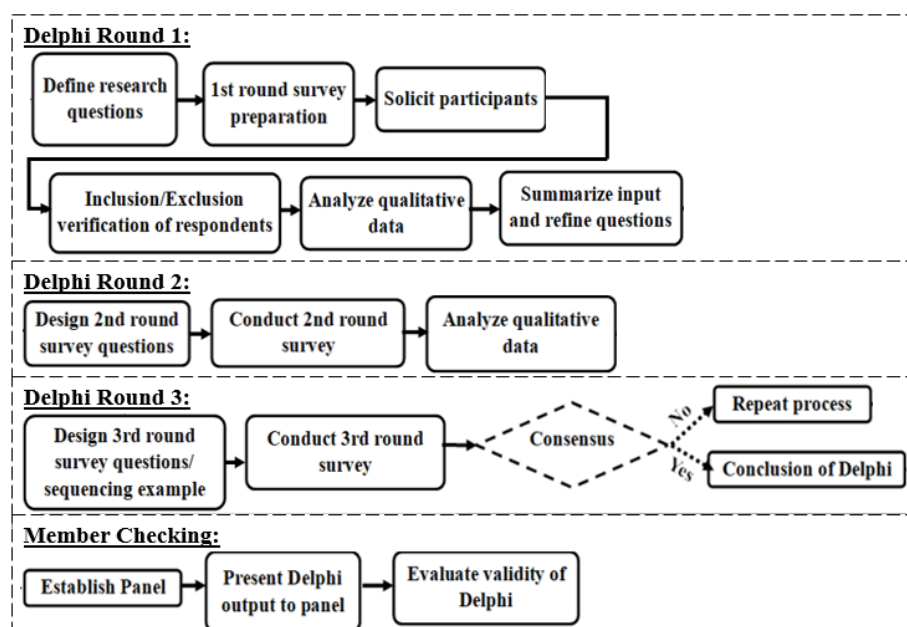 Delphi Round 1:
Define research
questions
1st round survey
preparation
Solicit participants
Inclusion/Exclusion
verification of respondents
Analyze qualitative
data
Summarize input
and refine questions
Delphi Round 2:
Design 2nd round
survey questions
Conduct 2nd round
survey
Analyze qualitative
data
Delphi Round 3:
Design 3rd round
survey questions/
sequencing example
Conduct 3rd round
survey
Consensus
No
Repeat process
Yes
Conclusion of Delphi
Member Checking:
Establish Panel
Present Delphi
output to panel
Evaluate validity of
Delphi